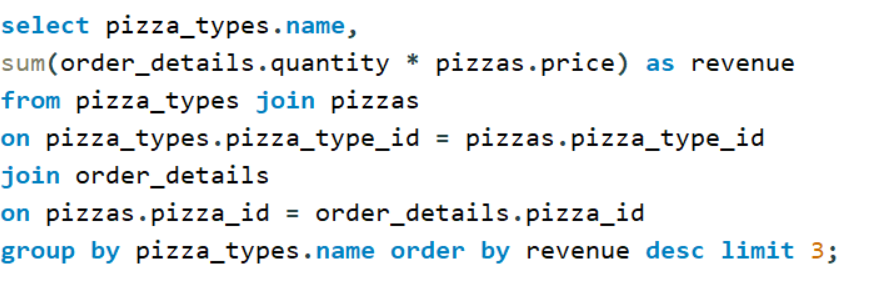 select pizza_types.name,
sum(order_details.quantity * pizzas.price) as revenue
from pizza_types join pizzas
on pizza_types.pizza_type_id = pizzas.pizza_type_id
join order_details
on pizzas.pizza_id = order_details.pizza_id
group by pizza_types.name order by revenue desc limit 3;